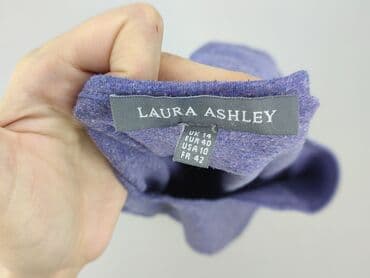 LAURA ASHLEY
UK 14
EUR 40
USA 10
FR 42